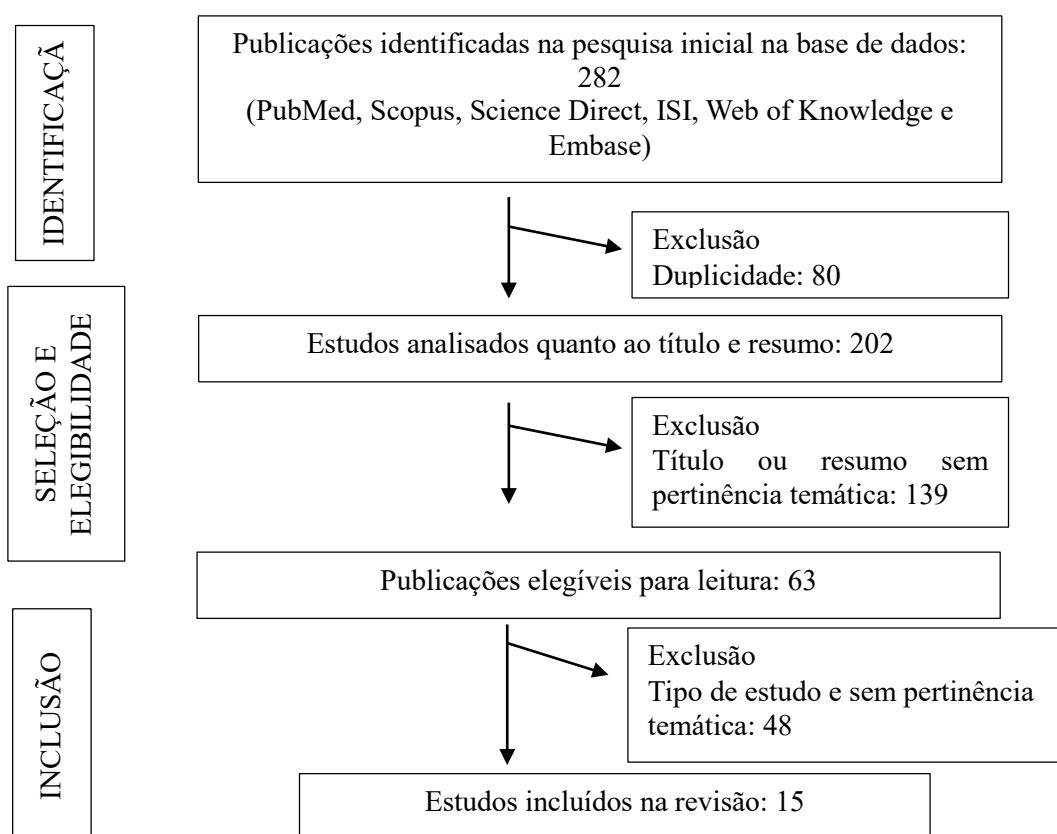 IDENTIFICAÇÃ
Publicações identificadas na pesquisa inicial na base de dados:
282
(PubMed, Scopus, Science Direct, ISI, Web of Knowledge e
Embase)
Exclusão
Duplicidade: 80
SELEÇÃO E
ELEGIBILIDADE
Estudos analisados quanto ao título e resumo: 202
Exclusão
Título ou resumo sem
pertinência temática: 139
Publicações elegíveis para leitura: 63
INCLUSÃO
Exclusão
Tipo de estudo e sem pertinência
temática: 48
Estudos incluídos na revisão: 15